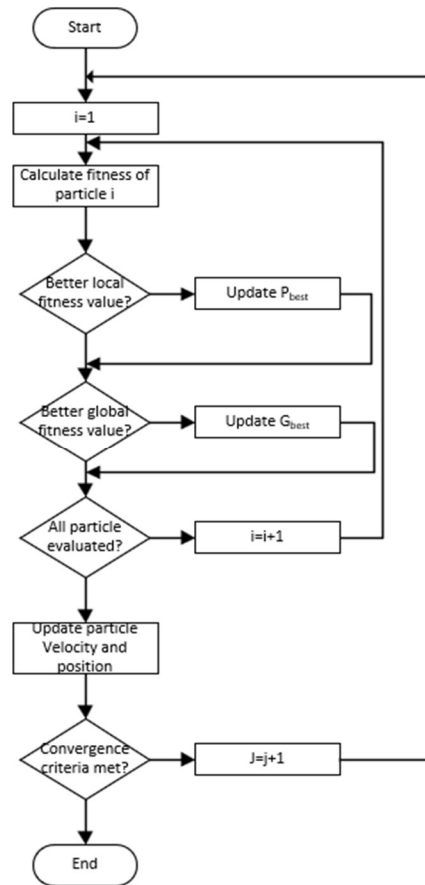 Start
i=1
Calculate fitness of
particle i
Better local
fitness value?
Update Pbest
Better global
fitness value?
Update Gbest
All particle
evaluated?
i=i+1
Update particle
Velocity and
position
Convergence
criteria met?
J=j+1
End